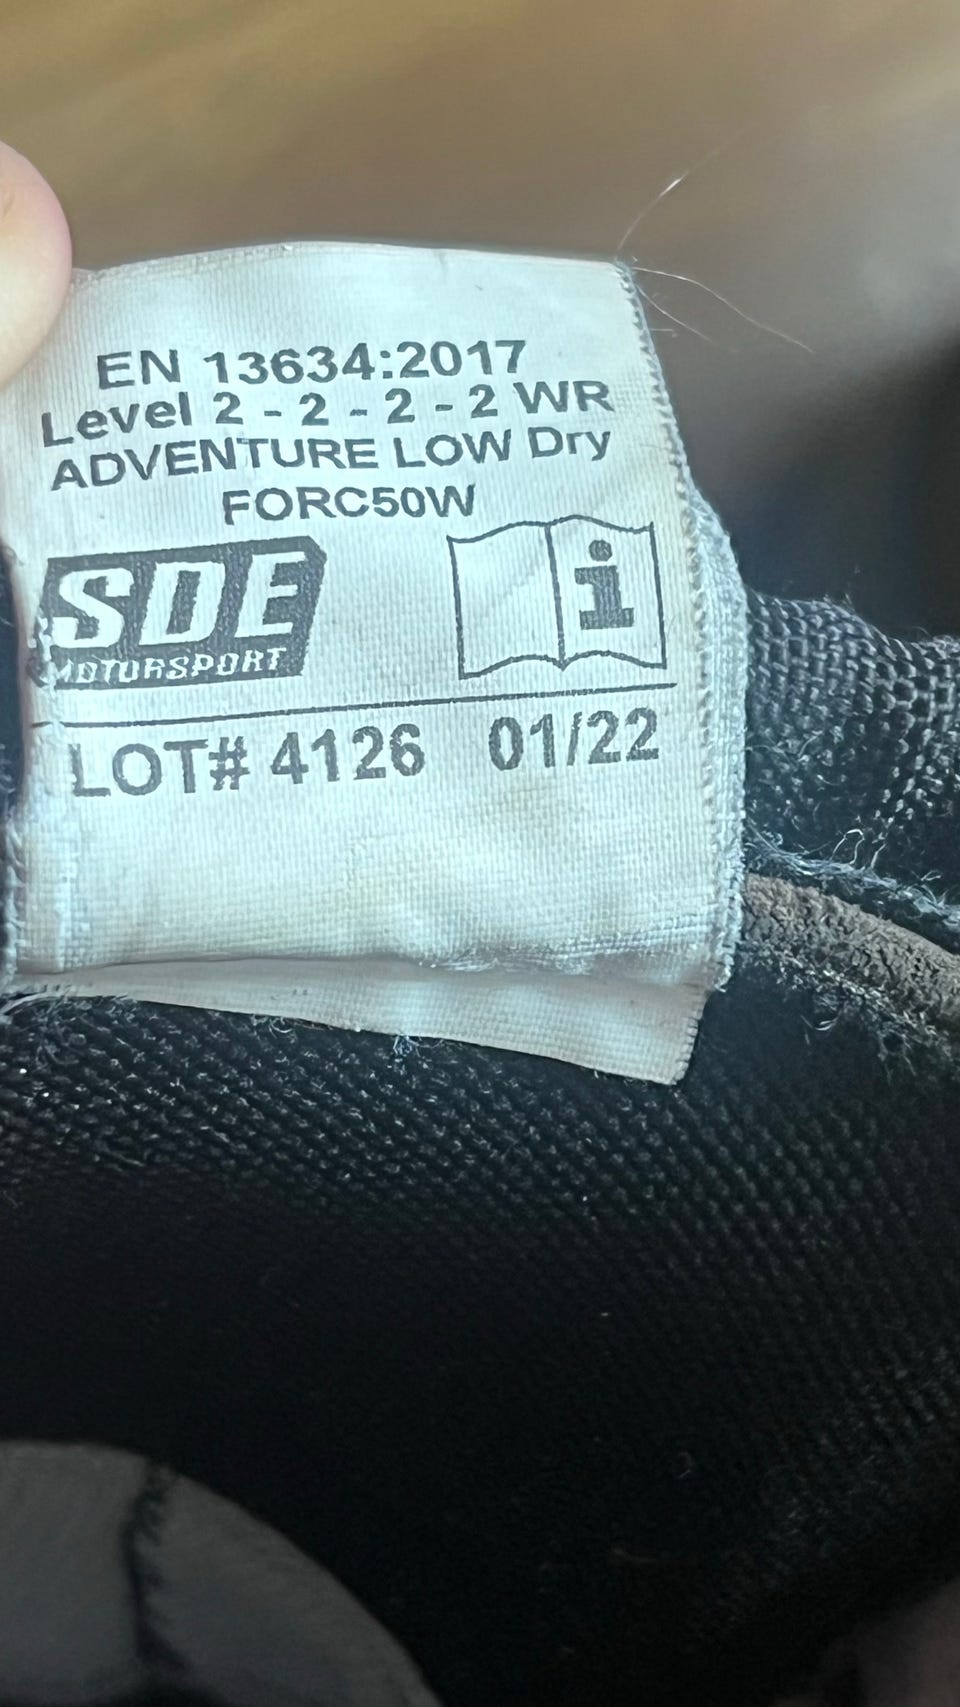 EN 13634:2017
Level 2 - 2 - 2 - 2 WR
ADVENTURE LOW Dry
FORC50W
SDE
MOTORSPORT
i
LOT# 4126 01/22